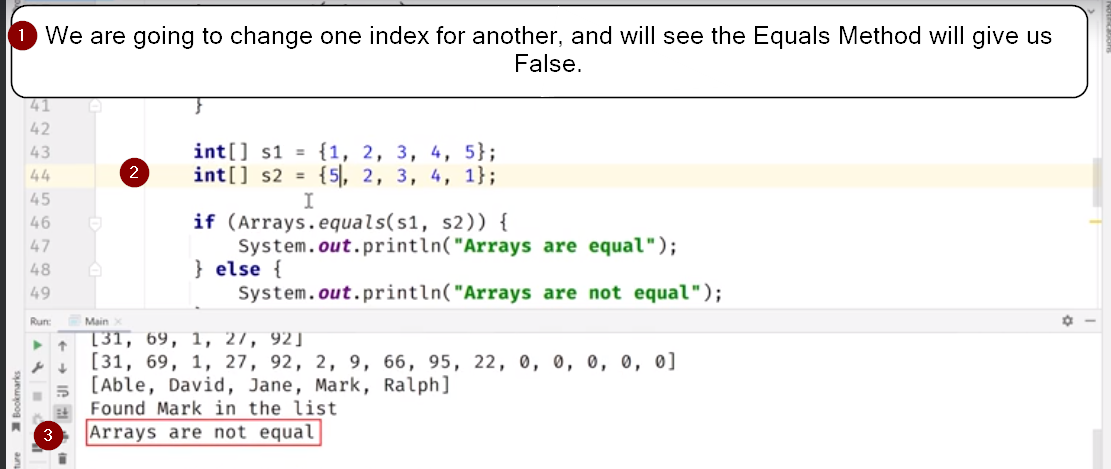 1 We are going to change one index for another, and will see the Equals Method will give us
False.
41 }
42
43 int[] s1 = {1, 2, 3, 4, 5};
2
44 int[] s2 = {5, 2, 3, 4, 1};
45
46 if (Arrays.equals(s1, s2)) {
47 System.out.println("Arrays are equal");
48 } else {
49 System.out.println("Arrays are not equal");
Run: Main
[31, 69, 1, 27, 92]
[31, 69, 1, 27, 92, 2, 9, 66, 95, 22, 0, 0, 0, 0, 0]
[Able, David, Jane, Mark, Ralph]
Found Mark in the list
3 Arrays are not equal
Bookmarks